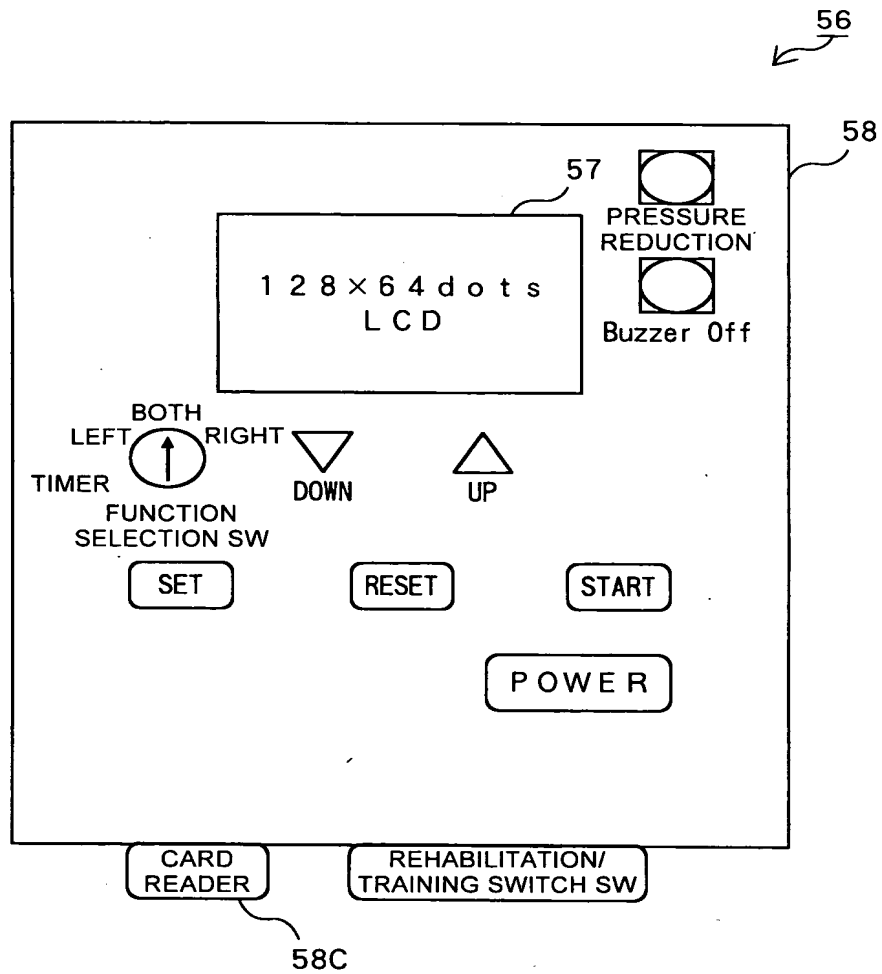 56
58
57
PRESSURE
REDUCTION
128×64dots
LCD
Buzzer Off
BOTH
LEFT RIGHT
TIMER
DOWN UP
FUNCTION
SELECTION SW
SET RESET START
POWER
CARD
READER
REHABILITATION/
TRAINING SWITCH SW
58C